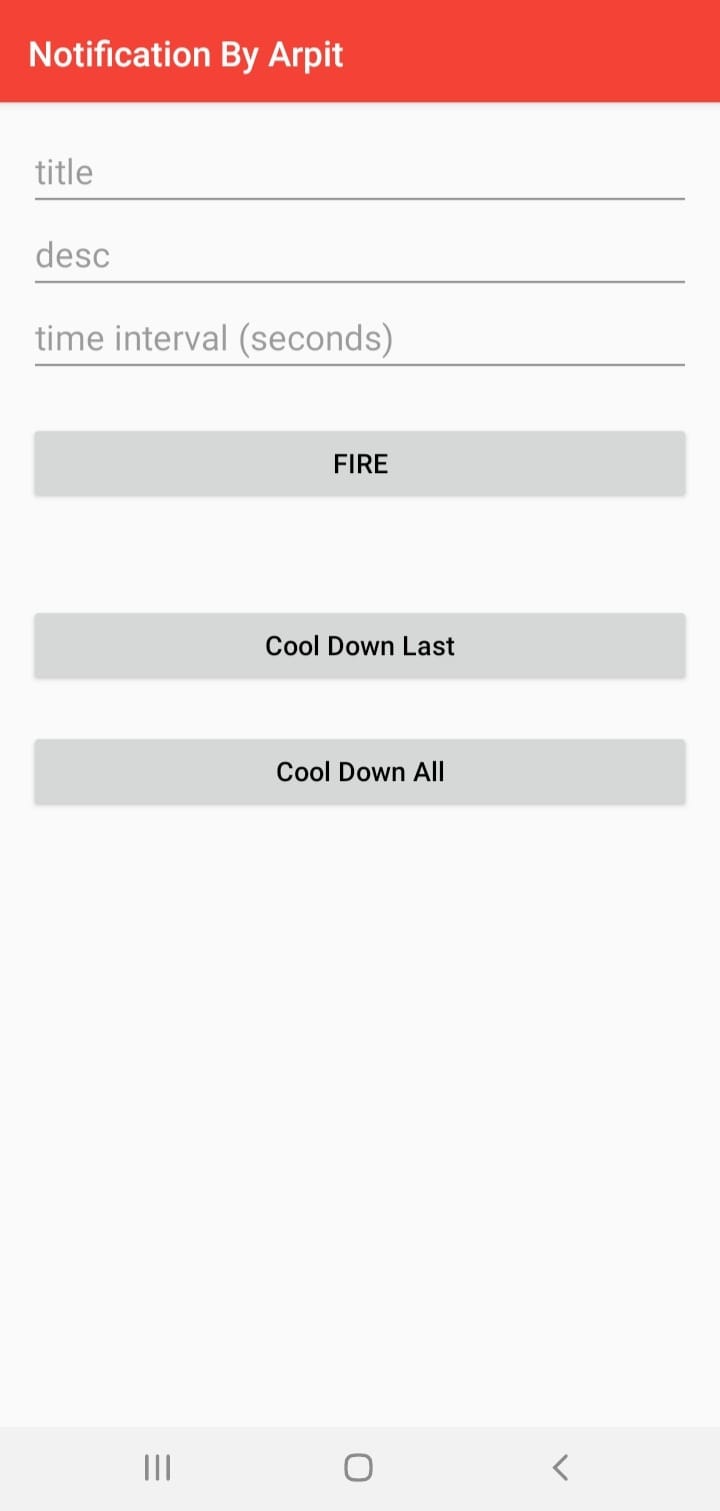 Notification By Arpit
title
desc
time interval (seconds)
FIRE
Cool Down Last
Cool Down All